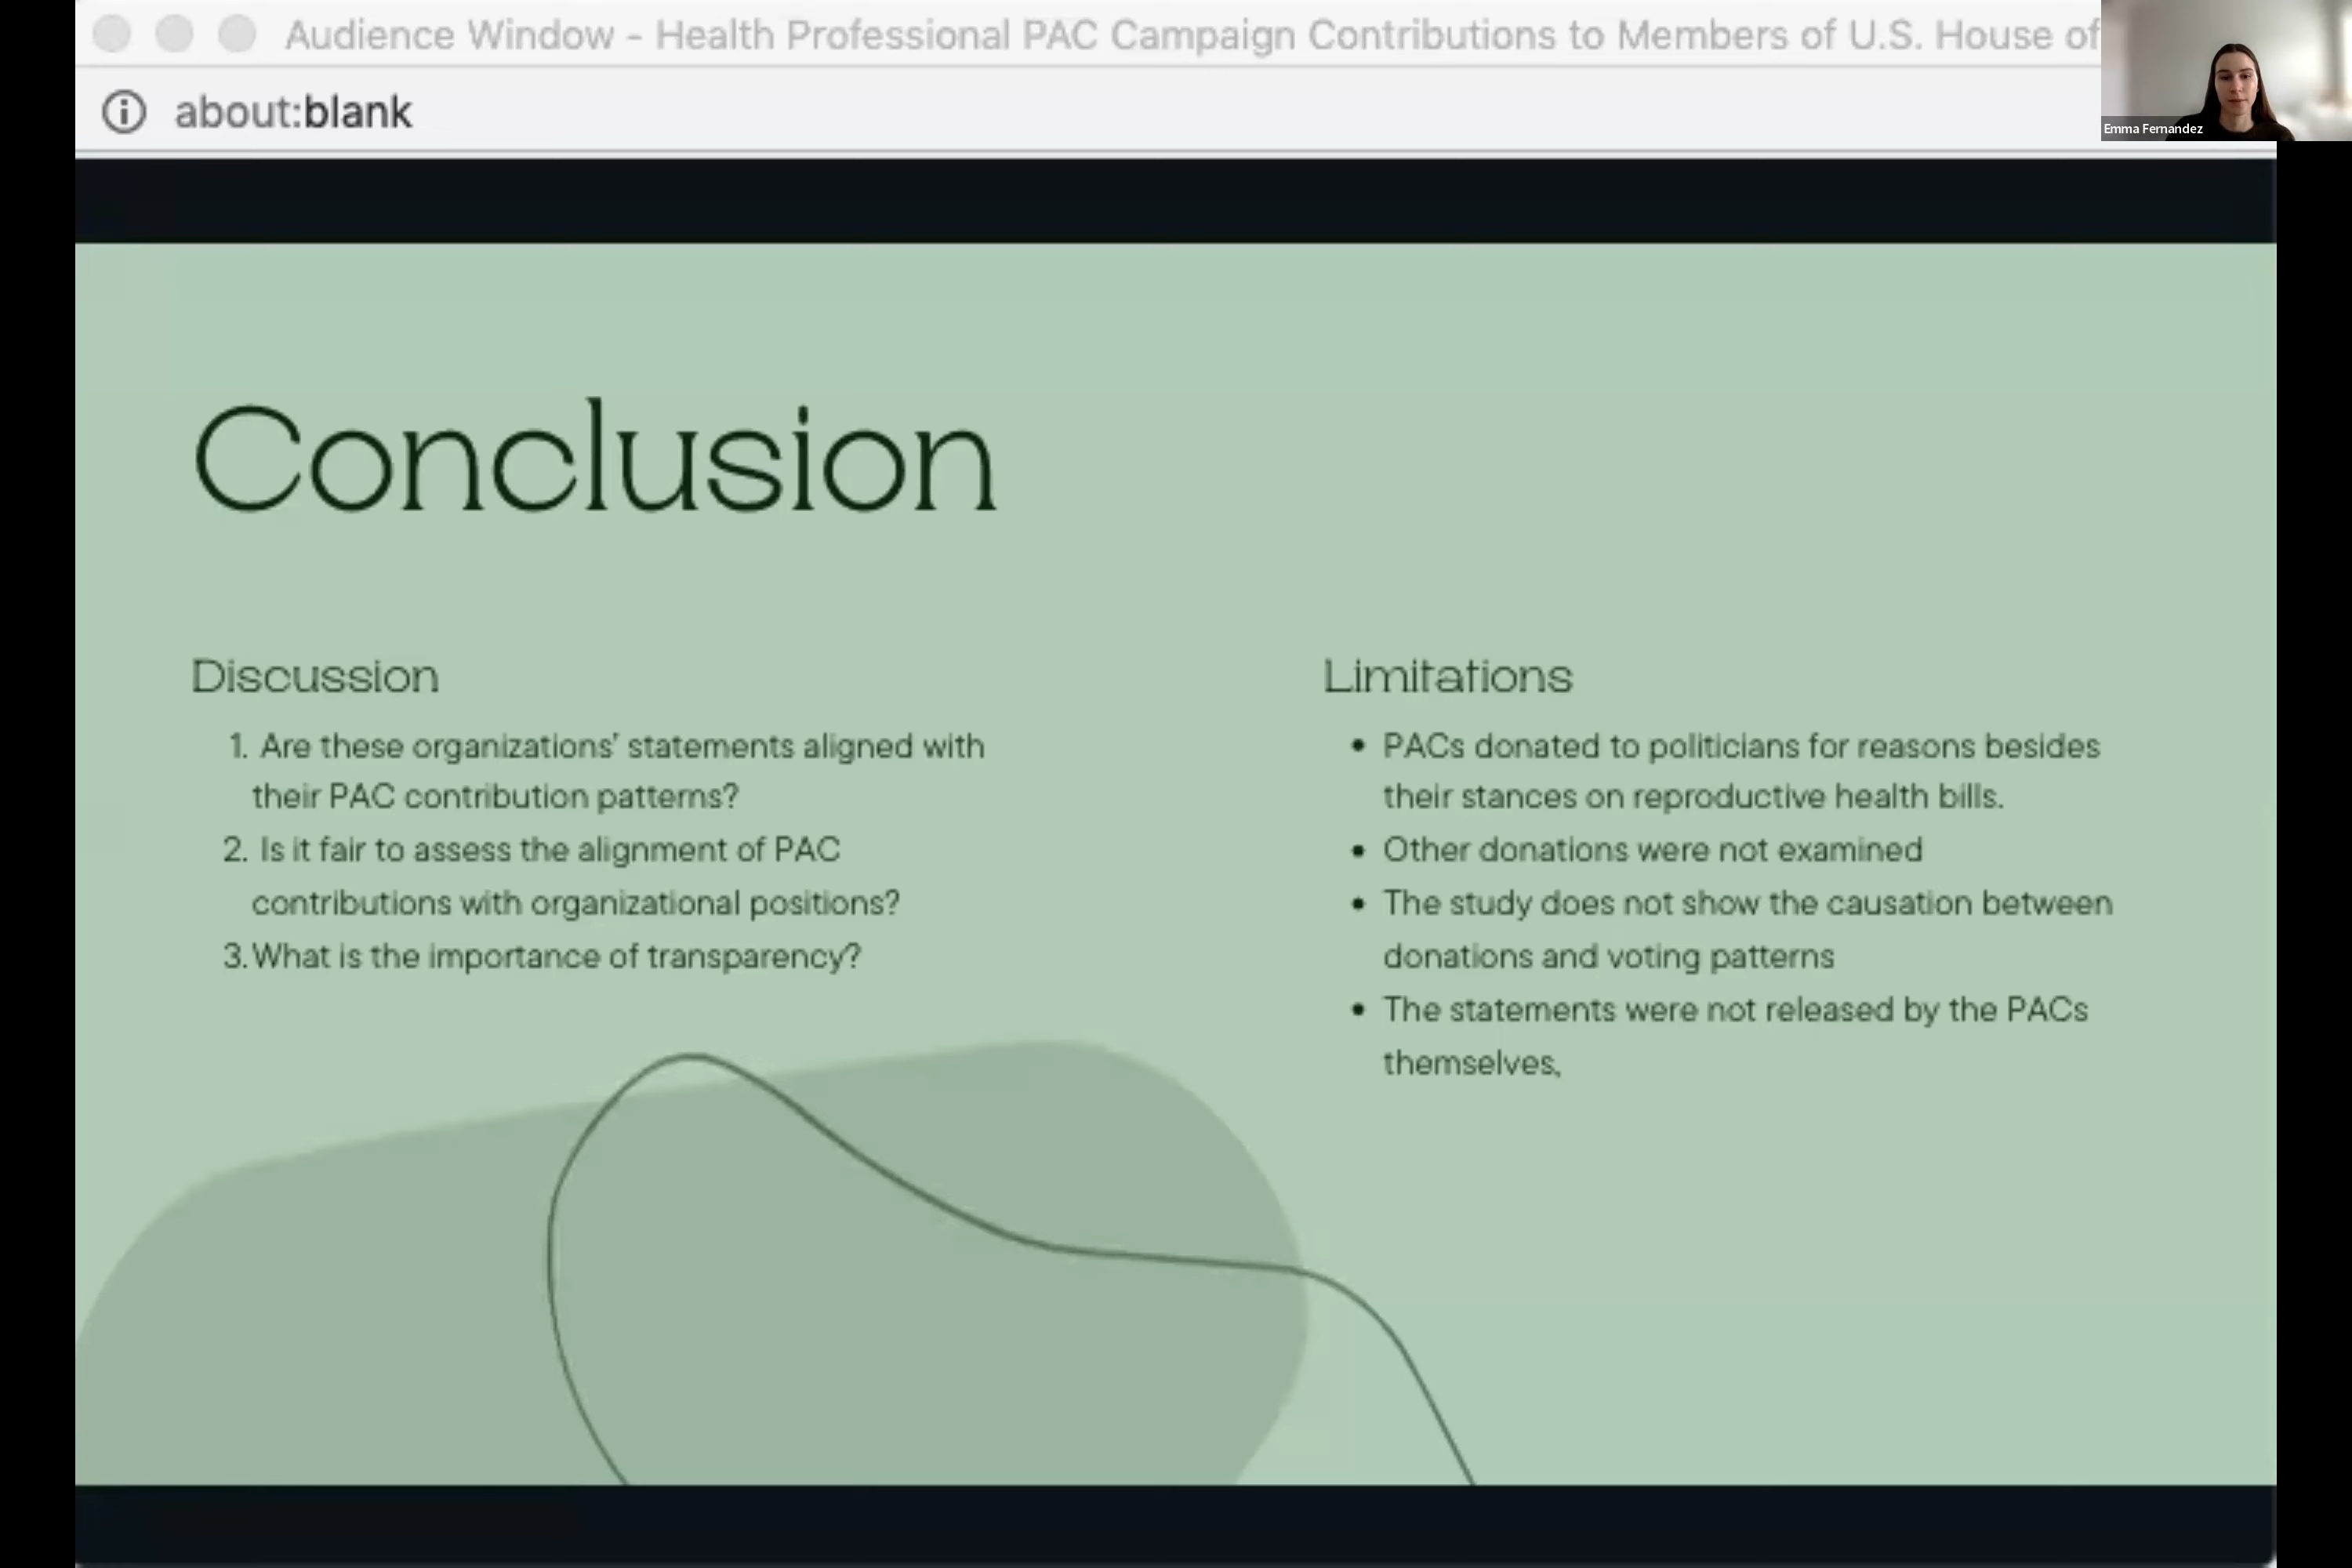 Audience Window - Health Professional PAC Campaign Contributions to Members of U.S. House of
about:blank
Emma Fernandez
Conclusion
Discussion
1. Are these organizations' statements aligned with
their PAC contribution patterns?
2. Is it fair to assess the alignment of PAC
contributions with organizational positions?
3. What is the importance of transparency?
Limitations
• PACs donated to politicians for reasons besides
their stances on reproductive health bills.
• Other donations were not examined
• The study does not show the causation between
donations and voting patterns
• The statements were not released by the PACs
themselves,